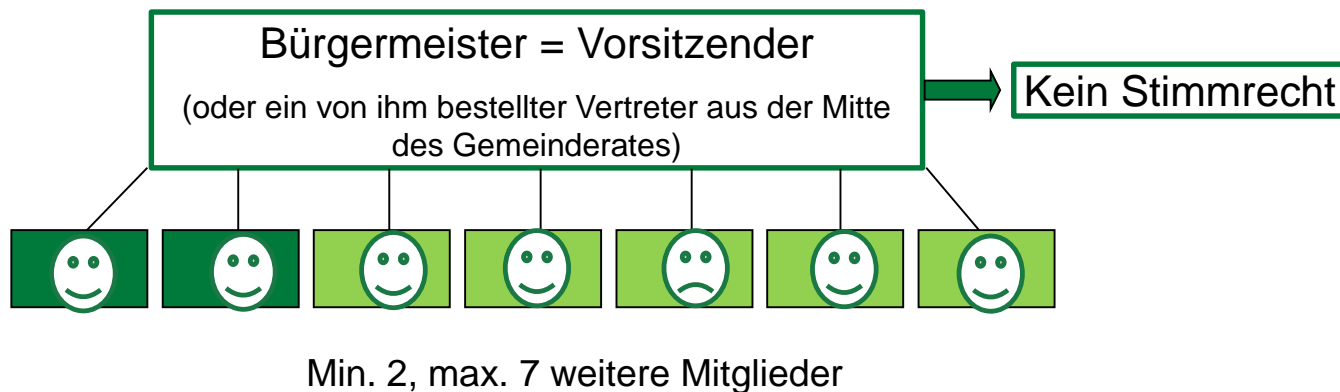 Bürgermeister = Vorsitzender
(oder ein von ihm bestellter Vertreter aus der Mitte
des Gemeinderates)
Kein Stimmrecht
Min. 2, max. 7 weitere Mitglieder